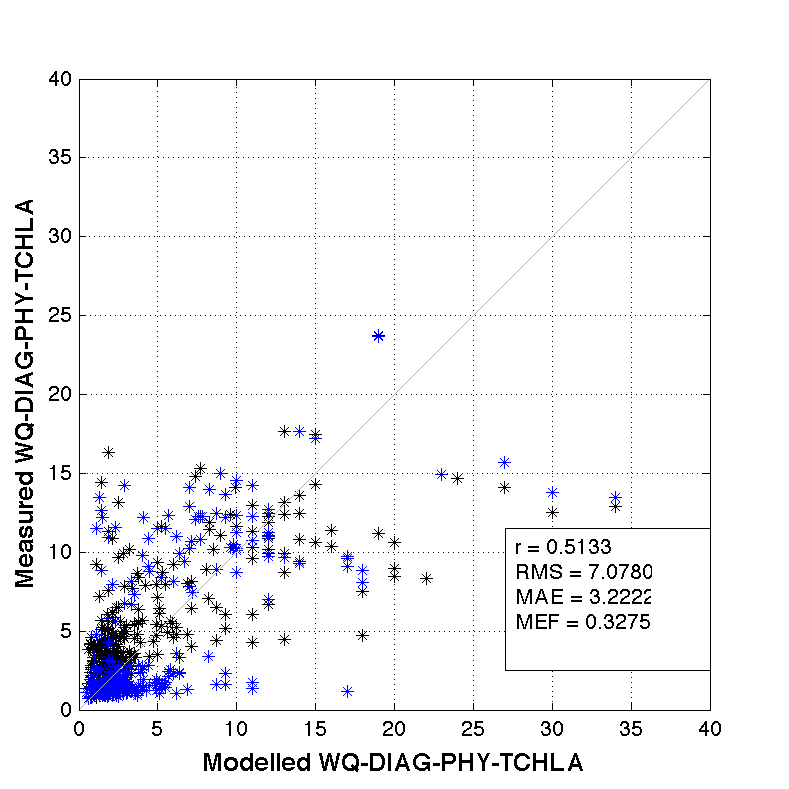 40
35
30
25
20
15
10
5
0
Measured WQ-DIAG-PHY-TCHLA
r = 0.5133
RMS = 7.0780
MAE = 3.2222
MEF = 0.3275
0 5 10 15 20 25 30 35 40
Modelled WQ-DIAG-PHY-TCHLA